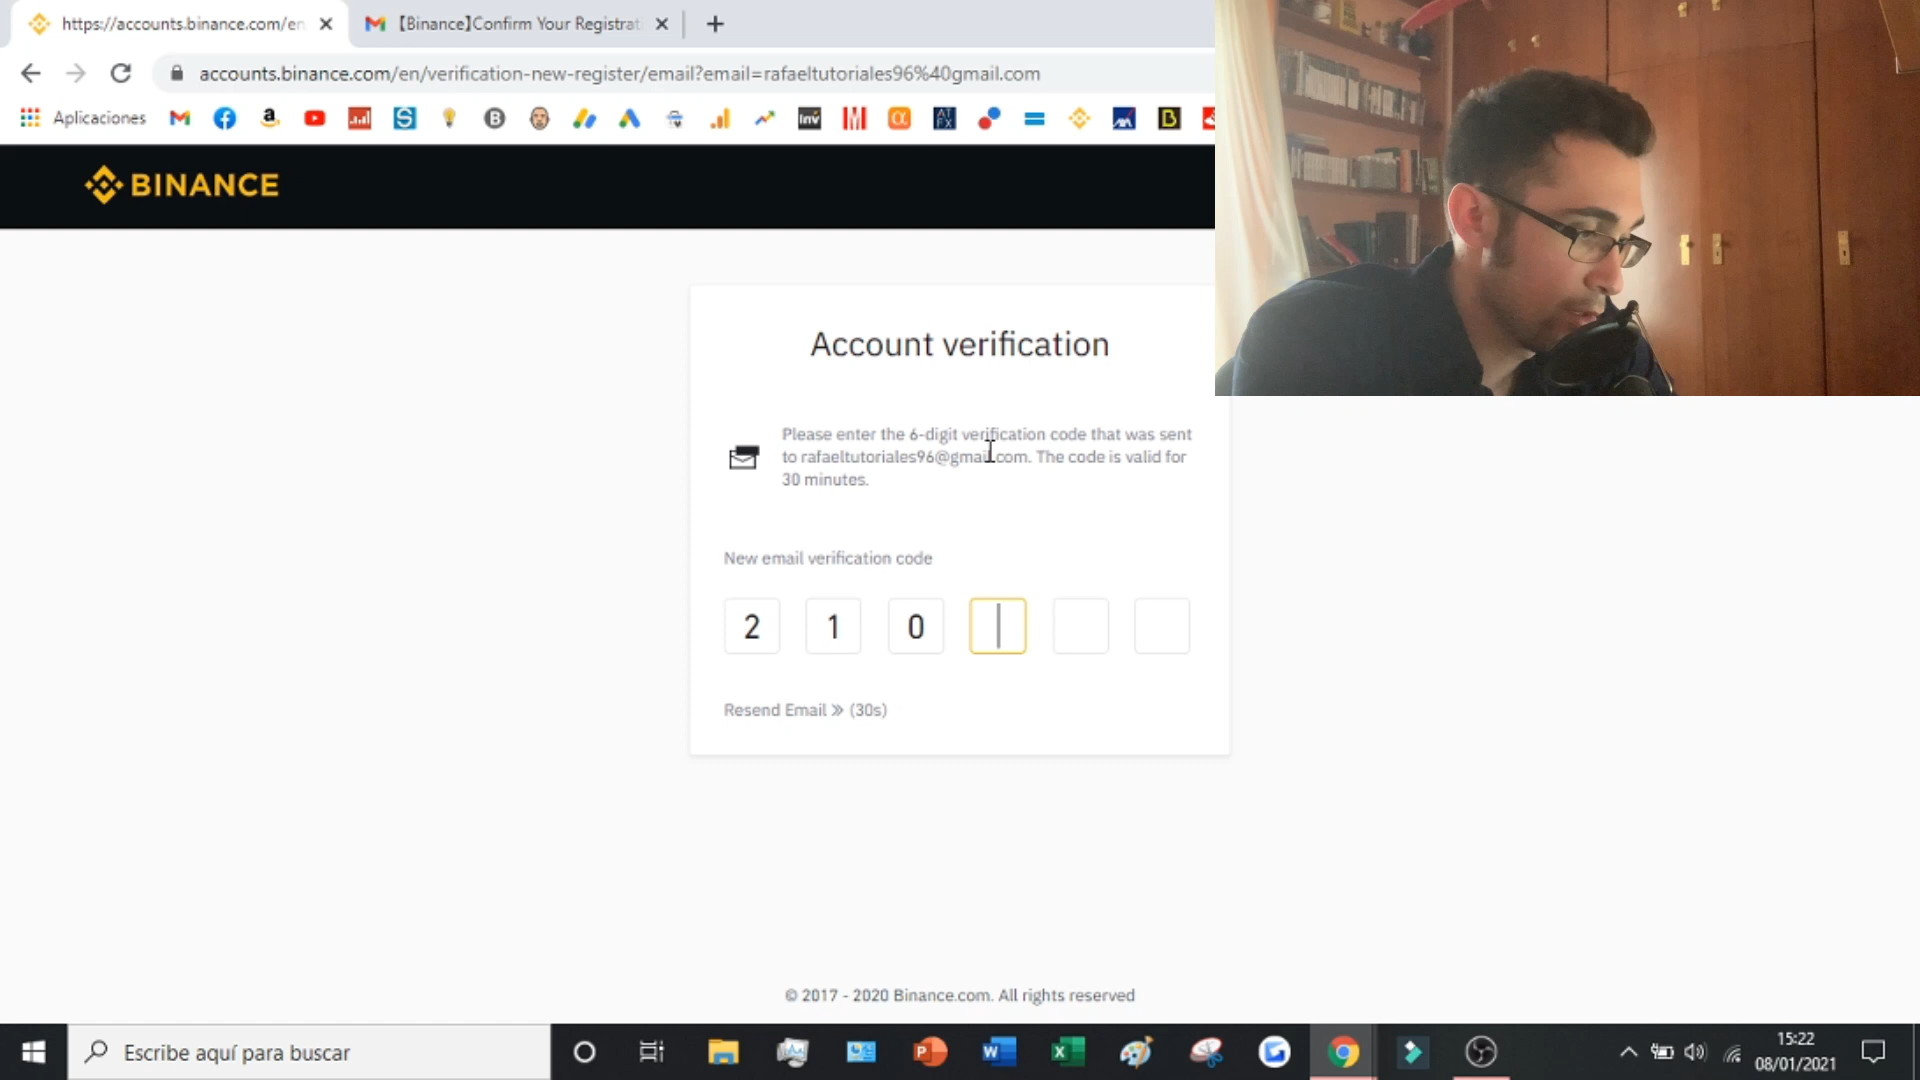 https://accounts.binance.com/en
【Binance】Confirm Your Registrat
accounts.binance.com/en/verification-new-register/email?email=rafaeltutoriales96%40gmail.com
Aplicaciones
Inv
AT
FX
BINANCE
Account verification
Please enter the 6-digit verification code that was sent
to rafaeltutoriales96@gmail.com. The code is valid for
30 minutes.
New email verification code
2 1 0
Resend Email » (30s)
© 2017 - 2020 Binance.com. All rights reserved
Escribe aquí para buscar
15:22
08/01/2021